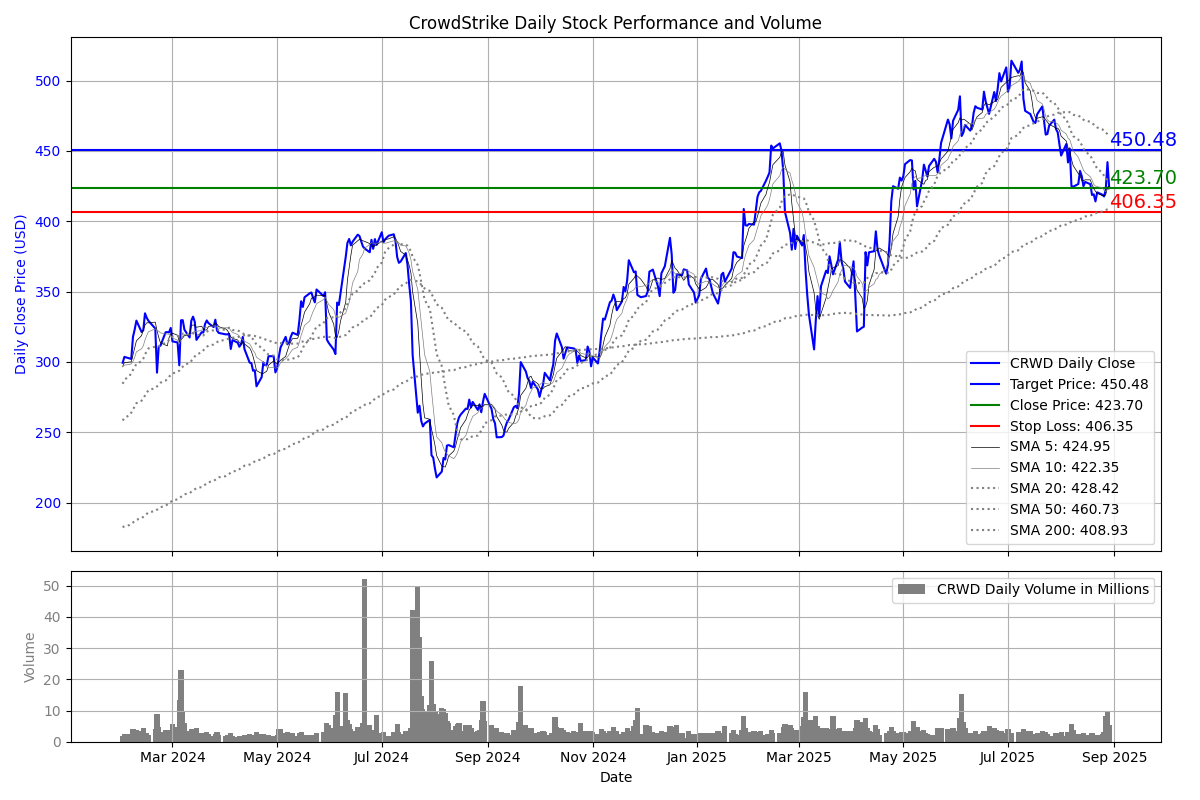 CrowdStrike Daily Stock Performance and Volume
Daily Close Price (USD)
500
450
400
350
300
250
200
450.48
423.70
406.35
CRWD Daily Close
Target Price: 450.48
Close Price: 423.70
Stop Loss: 406.35
SMA 5: 424.95
SMA 10: 422.35
SMA 20: 428.42
SMA 50: 460.73
SMA 200: 408.93
Volume
50
40
30
20
10
0
CRWD Daily Volume in Millions
Mar 2024 May 2024 Jul 2024 Sep 2024 Nov 2024 Jan 2025 Mar 2025 May 2025 Jul 2025 Sep 2025
Date